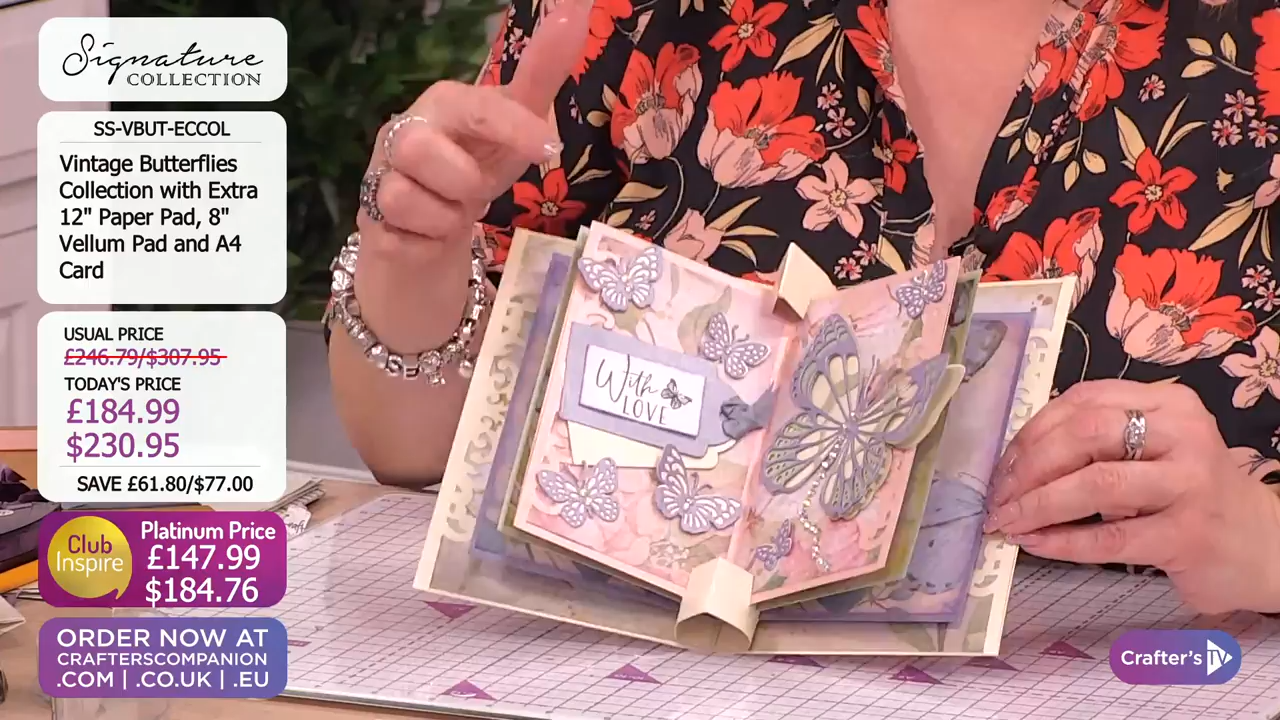 Signature
COLLECTION
SS-VBUT-ECCOL
Vintage Butterflies
Collection with Extra
12" Paper Pad, 8"
Vellum Pad and A4
Card
USUAL PRICE
£246.79/$307.95
TODAY'S PRICE
£184.99
$230.95
SAVE £61.80/$77.00
Club
Inspire
Platinum Price
£147.99
$184.76
ORDER NOW AT
CRAFTERSCOMPANION
.COM | .CO.UK | .EU
With
LOVE
Crafter's TV